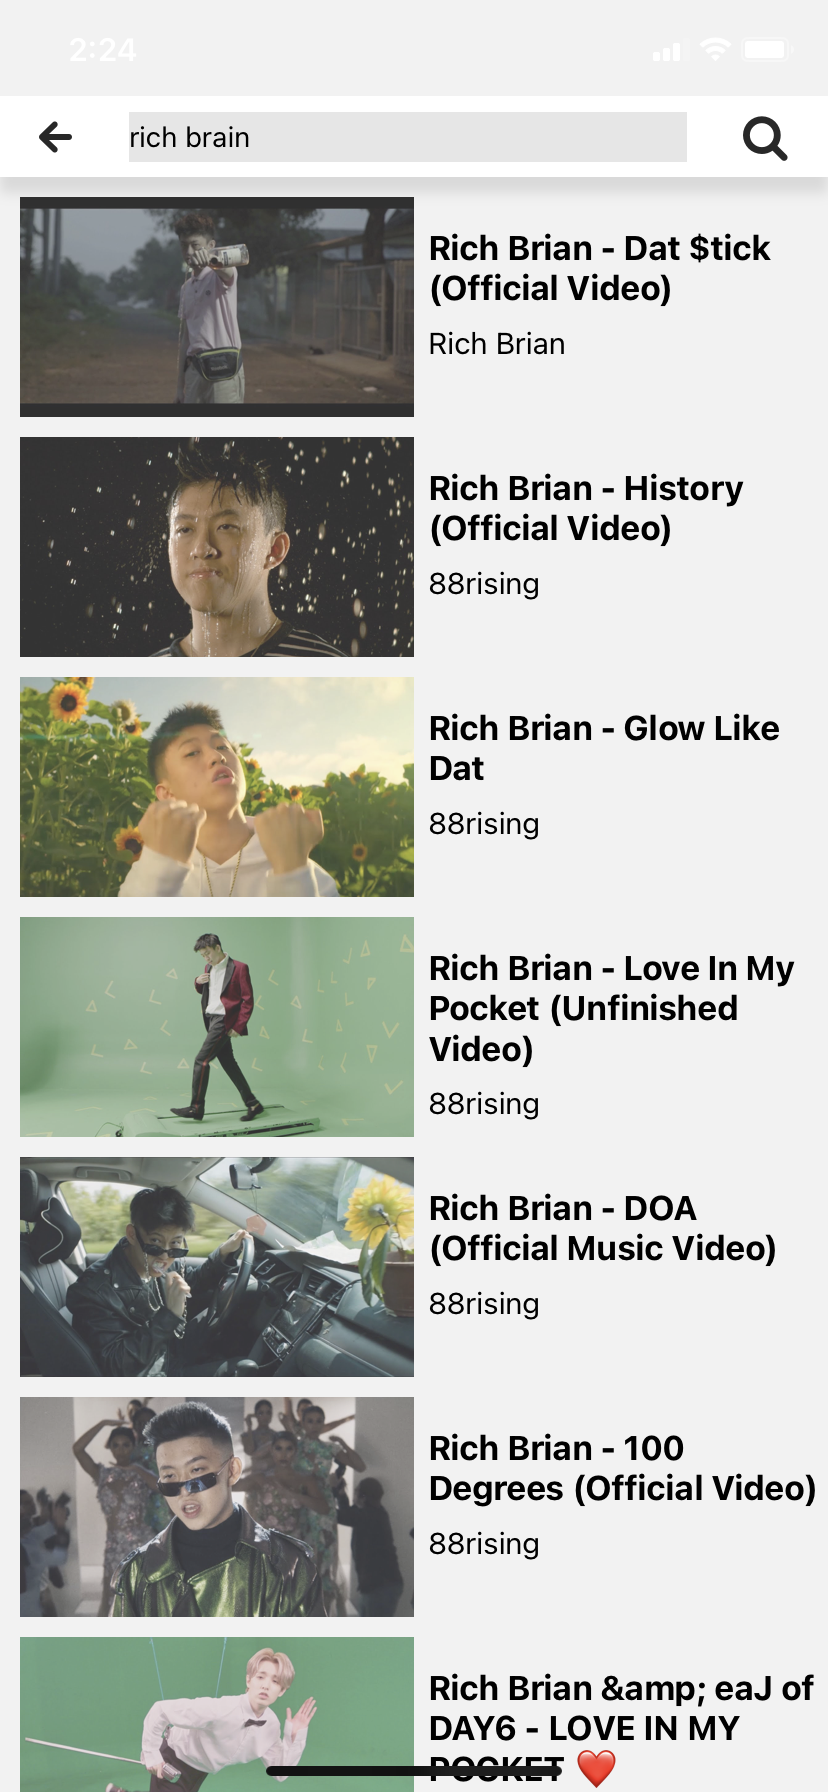 2:24
rich brain
Rich Brian - Dat $tick
(Official Video)
Rich Brian
Rich Brian - History
(Official Video)
88rising
Rich Brian - Glow Like
Dat
88rising
Rich Brian - Love In My
Pocket (Unfinished
Video)
88rising
Rich Brian - DOA
(Official Music Video)
88rising
Rich Brian - 100
Degrees (Official Video)
88rising
Rich Brian &amp; eaJ of
DAY6 - LOVE IN MY
POCKET ❤️